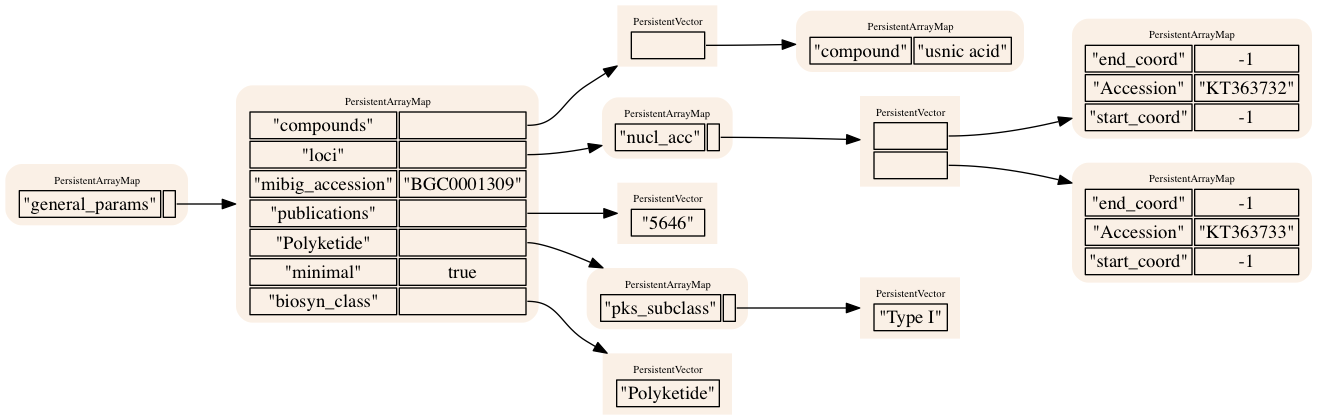 PersistentArrayMap
"general_params"
PersistentArrayMap
"compounds"
"loci"
"mibig_accession" "BGC0001309"
"publications"
"Polyketide"
"minimal" true
"biosyn_class"
PersistentVector
PersistentArrayMap
"compound" "usnic acid"
PersistentArrayMap
"nucl_acc"
PersistentVector
PersistentArrayMap
"end_coord" -1
"Accession" "KT363732"
"start_coord" -1
PersistentArrayMap
"end_coord" -1
"Accession" "KT363733"
"start_coord" -1
PersistentVector
"5646"
PersistentArrayMap
"pks_subclass"
PersistentVector
"Type I"
PersistentVector
"Polyketide"